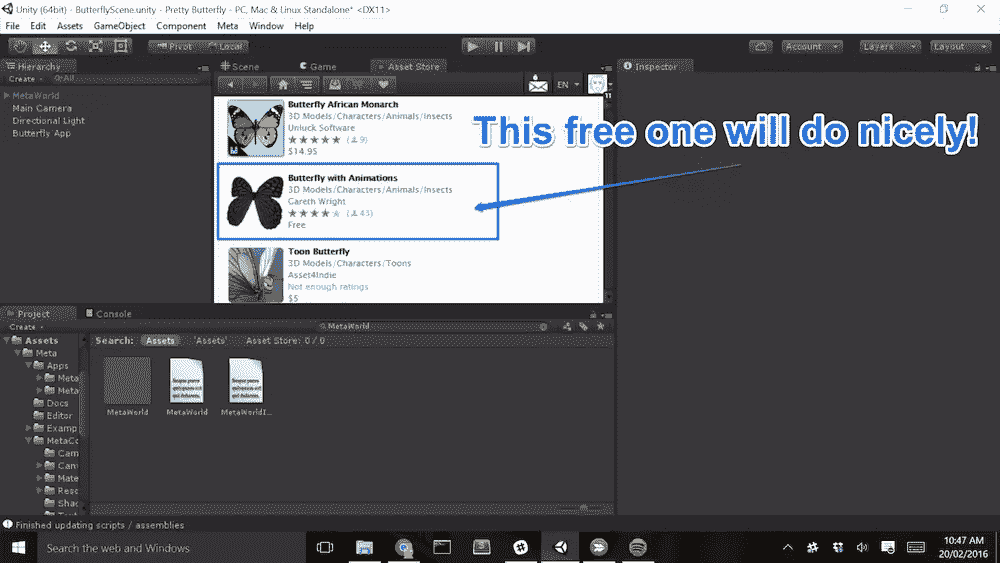 Unity (64bit) - ButterflyScene.unity - Pretty Butterfly - PC, Mac & Linux Standalone* <DX11>
File Edit Assets GameObject Component Meta Window Help
Pivot Local Account Layers Layout
Hierarchy Scene Game Asset Store Inspector
Create All
EN
11
MetaWorld
Main Camera
Directional Light
Butterfly App
Butterfly African Monarch
3D Models/Characters/Animals/Insects
Unluck Software
★★★★★ (9)
$14.95
This free one will do nicely!
Butterfly with Animations
3D Models/Characters/Animals/Insects
Gareth Wright
★★★★★ (43)
Free
Toon Butterfly
3D Models/Characters/Toons
Asset4Indie
Not enough ratings
$5
Project Console
Create MetaWorld
Assets
Meta
Apps
Meta
Meta
Docs
Editor
Examp
MetaCo
Cam
Can
Mate
Reso
Sha
Search: Assets 'Assets' Asset Store: 0 / 0
MetaWorld MetaWorld MetaWorldI...
Finished updating scripts / assemblies
Search the web and Windows
10:47 AM
20/02/2016